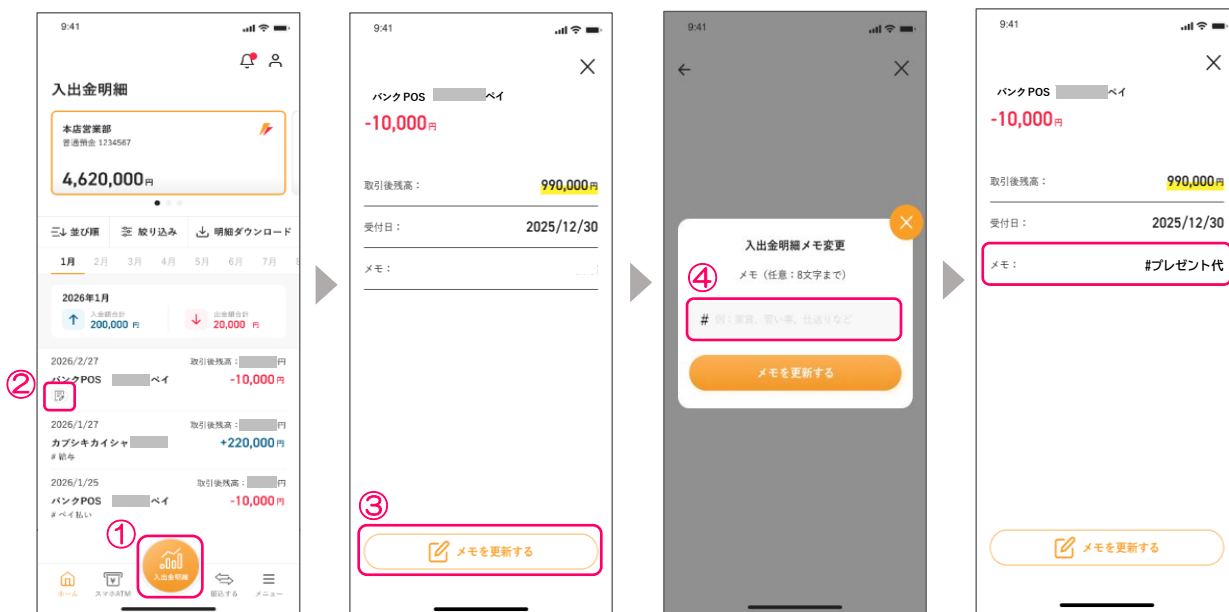 9:41
入出金明細
本店営業部
普通預金 1234567
4,620,000円
並び順 絞り込み 明細ダウンロード
1月 2月 3月 4月 5月 6月 7月
2026年1月
入金額合計 出金額合計
200,000 円 20,000 円
2026/2/27 取引後残高: 円
バンクPOS ペイ -10,000円
②
2026/1/27 取引後残高: 円
カブシキカイシャ +220,000円
# 給与
2026/1/25 取引後残高: 円
バンクPOS ペイ -10,000円
# ペイ払い
①
入出金明細
ホーム スマホATM 振込する メニュー
9:41
バンクPOS ペイ
-10,000円
取引後残高: 990,000円
受付日: 2025/12/30
メモ:
③
メモを更新する
9:41
入出金明細メモ変更
メモ(任意:8文字まで)
④
# 例:家賃、習い事、仕送りなど
メモを更新する
9:41
バンクPOS ペイ
-10,000円
取引後残高: 990,000円
受付日: 2025/12/30
メモ: #プレゼント代
メモを更新する